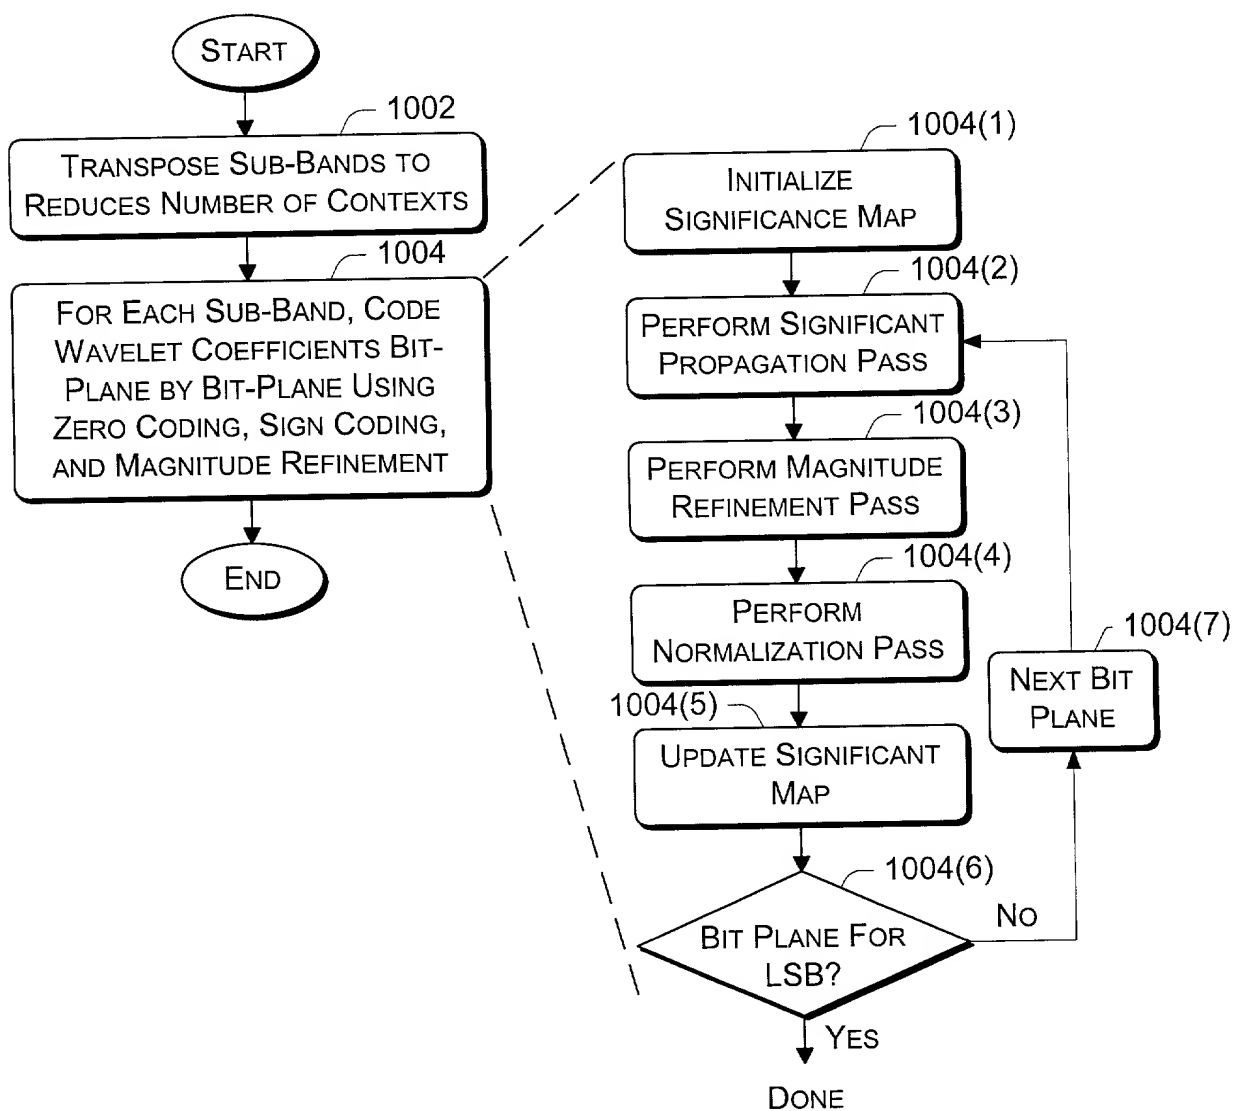 START
1002
TRANSPOSE SUB-BANDS TO
REDUCES NUMBER OF CONTEXTS
1004
FOR EACH SUB-BAND, CODE
WAVELET COEFFICIENTS BIT-
PLANE BY BIT-PLANE USING
ZERO CODING, SIGN CODING,
AND MAGNITUDE REFINEMENT
END
1004(1)
INITIALIZE
SIGNIFICANCE MAP
1004(2)
PERFORM SIGNIFICANT
PROPAGATION PASS
1004(3)
PERFORM MAGNITUDE
REFINEMENT PASS
1004(4)
PERFORM
NORMALIZATION PASS
1004(5)
UPDATE SIGNIFICANT
MAP
1004(6)
BIT PLANE FOR
LSB?
NO
1004(7)
NEXT BIT
PLANE
YES
DONE